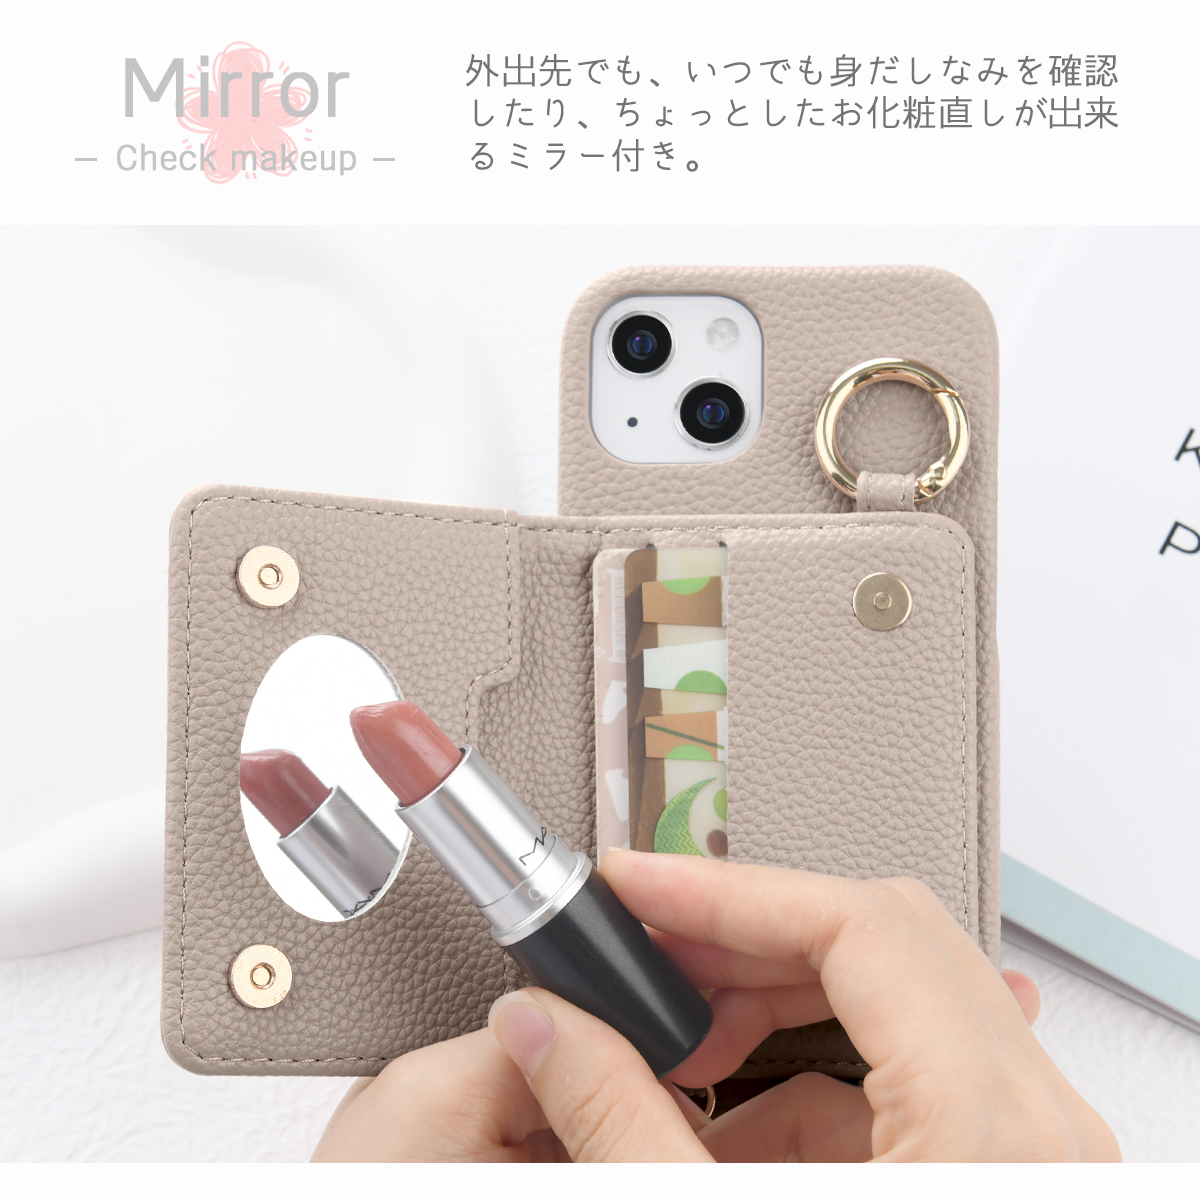 Mirror
— Check makeup —
外出先でも、いつでも身だしなみを確認
したり、ちょっとしたお化粧直しが出来
るミラー付き。
K
P
MAC